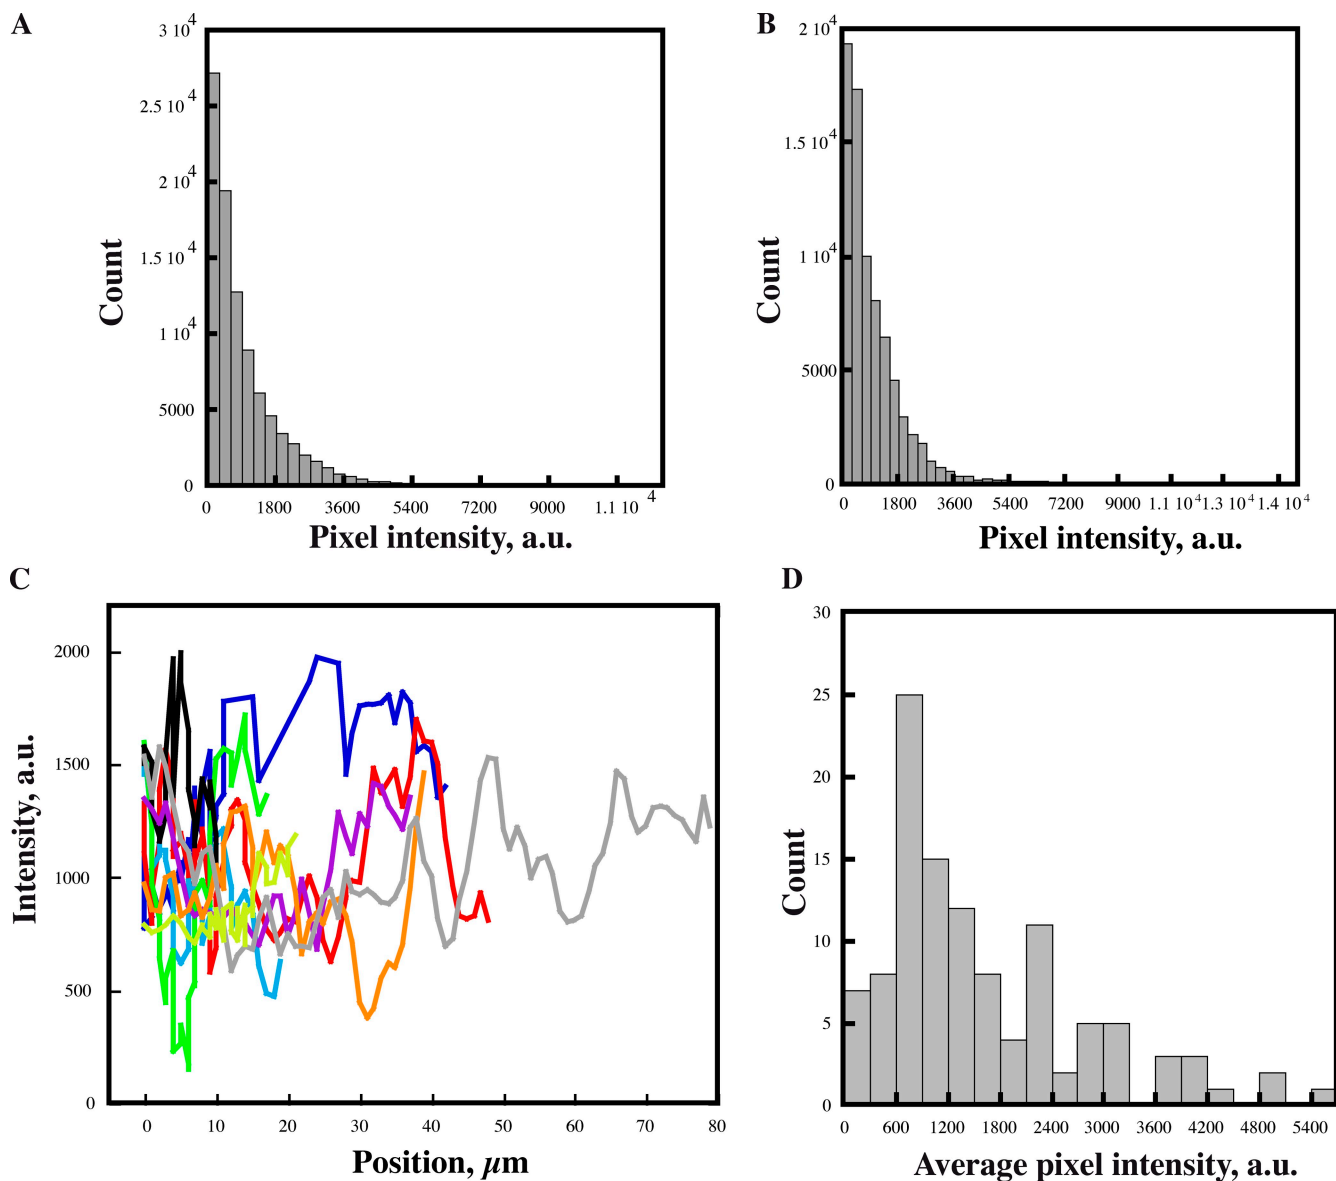 A
3 10^4
2.5 10^4
2 10^4
1.5 10^4
1 10^4
5000
0
Count
0 1800 3600 5400 7200 9000 1.1 10^4
Pixel intensity, a.u.
B
2 10^4
1.5 10^4
1 10^4
5000
0
Count
0 1800 3600 5400 7200 9000 1.1 10^4 1.3 10^4 1.4 10^4
Pixel intensity, a.u.
C
2000
1500
1000
500
0
Intensity, a.u.
0 10 20 30 40 50 60 70 80
Position, μm
D
30
25
20
15
10
5
0
Count
0 600 1200 1800 2400 3000 3600 4200 4800 5400
Average pixel intensity, a.u.